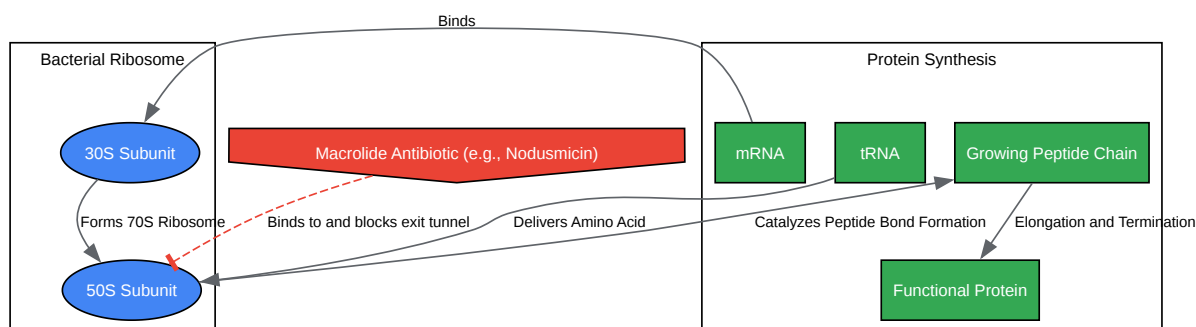 Binds
Bacterial Ribosome
Protein Synthesis
30S Subunit
Macrolide Antibiotic (e.g., Nodusmicin)
mRNA
tRNA
Growing Peptide Chain
Forms 70S Ribosome
Binds to and blocks exit tunnel
Delivers Amino Acid
Catalyzes Peptide Bond Formation
Elongation and Termination
50S Subunit
Functional Protein